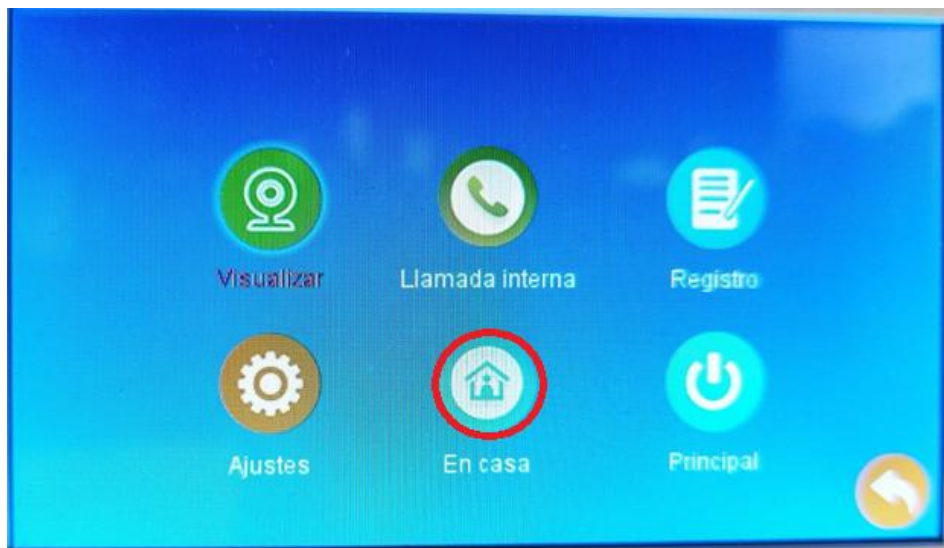 Visualizar
Llamada interna
Registro
Ajustes
En casa
Principal